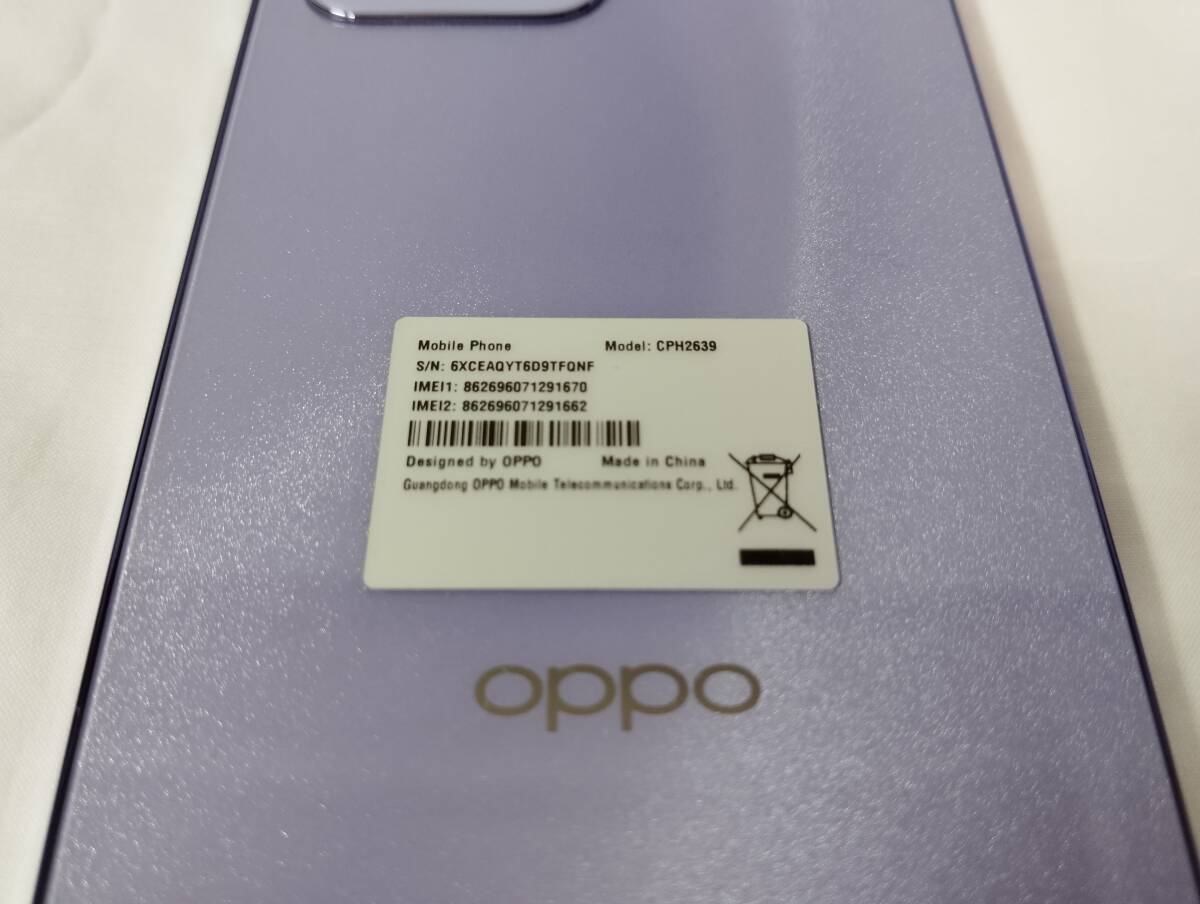 Mobile Phone Model: CPH2639
S/N: 6XCEAQYT6D9TFQNF
IMEI1: 862696071291670
IMEI2: 862696071291662
Designed by OPPO Made in China
Guangdong OPPO Mobile Telecommunications Corp., Ltd.
oppo